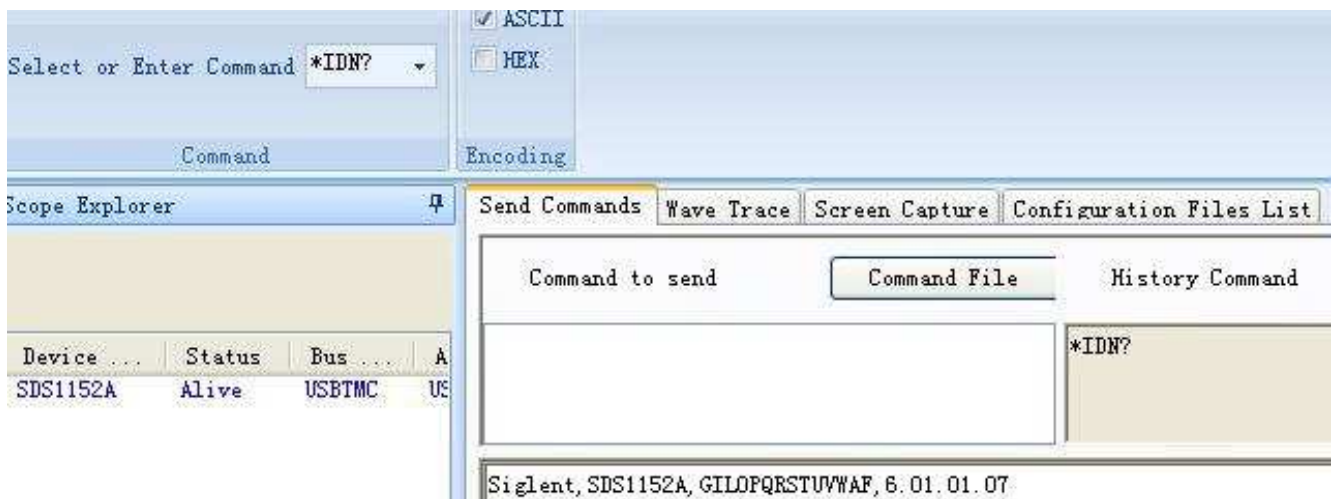 ASCII
Select or Enter Command *IDN?
HEX
Command
Encoding
Scope Explorer
Send Commands Wave Trace Screen Capture Configuration Files List
Command to send Command File History Command
Device ... Status Bus ... A
*IDN?
SDS1152A Alive USBTMC US
Siglent,SDS1152A,GILOPQRSTUVWAF,6.01.01.07